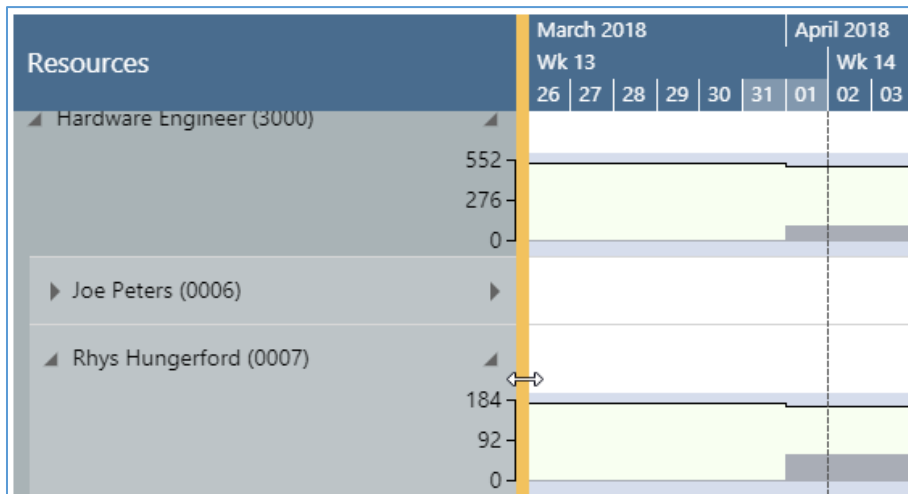 March 2018 April 2018
Resources
Wk 13 Wk 14
26 27 28 29 30 31 01 02 03
Hardware Engineer (3000)
552
276
0
Joe Peters (0006)
Rhys Hungerford (0007)
184
92
0